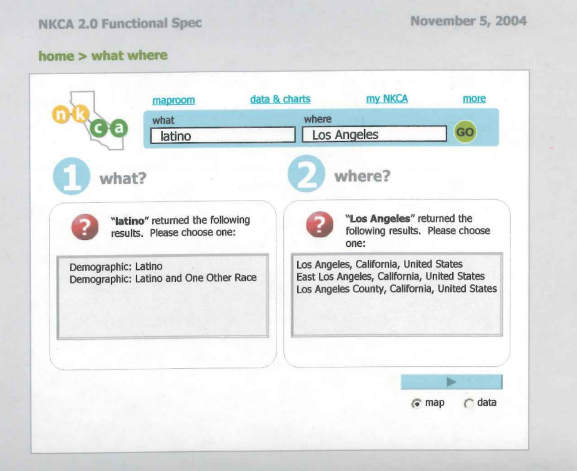 NKCA 2.0 Functional Spec
November 5, 2004
home > what where
n k c a
maproom
data & charts
my NKCA
more
what
where
latino
Los Angeles
GO
1 what?
2 where?
?
"latino" returned the following
results. Please choose one:
Demographic: Latino
Demographic: Latino and One Other Race
?
"Los Angeles" returned the
following results. Please choose
one:
Los Angeles, California, United States
East Los Angeles, California, United States
Los Angeles County, California, United States
map
data